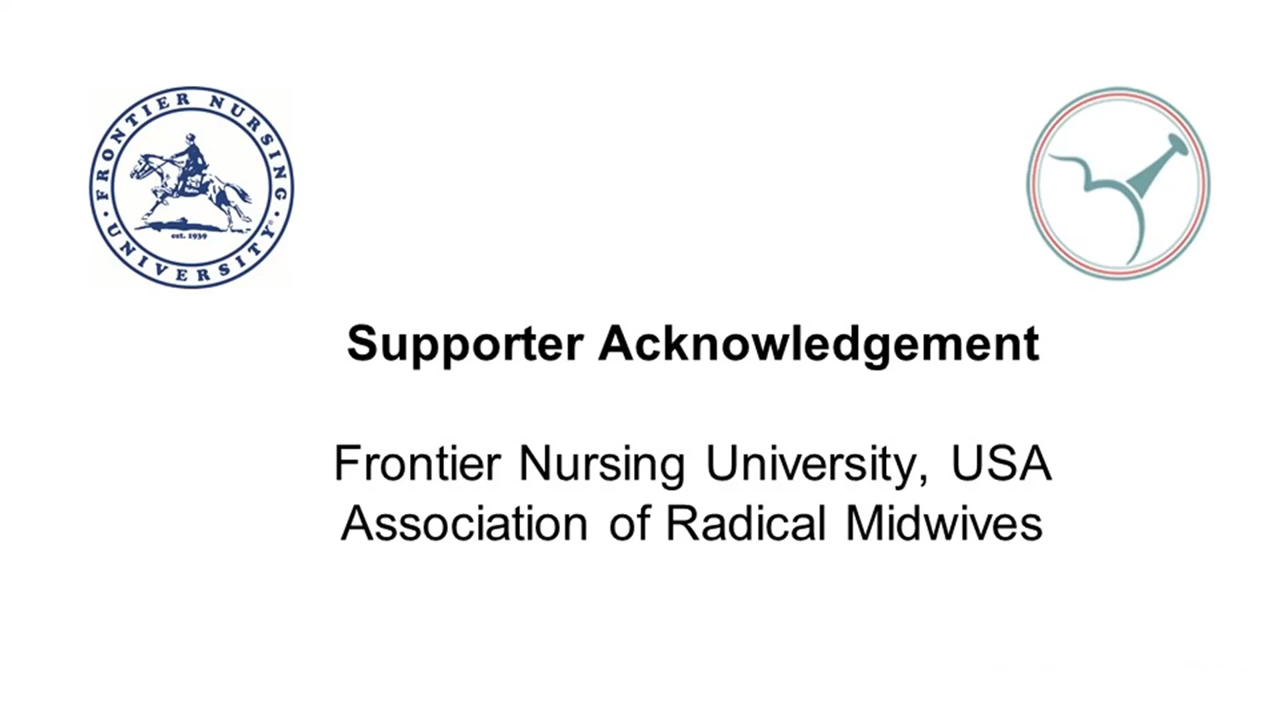 FRONTIER NURSING
UNIVERSITY®
est. 1939
Supporter Acknowledgement
Frontier Nursing University, USA
Association of Radical Midwives